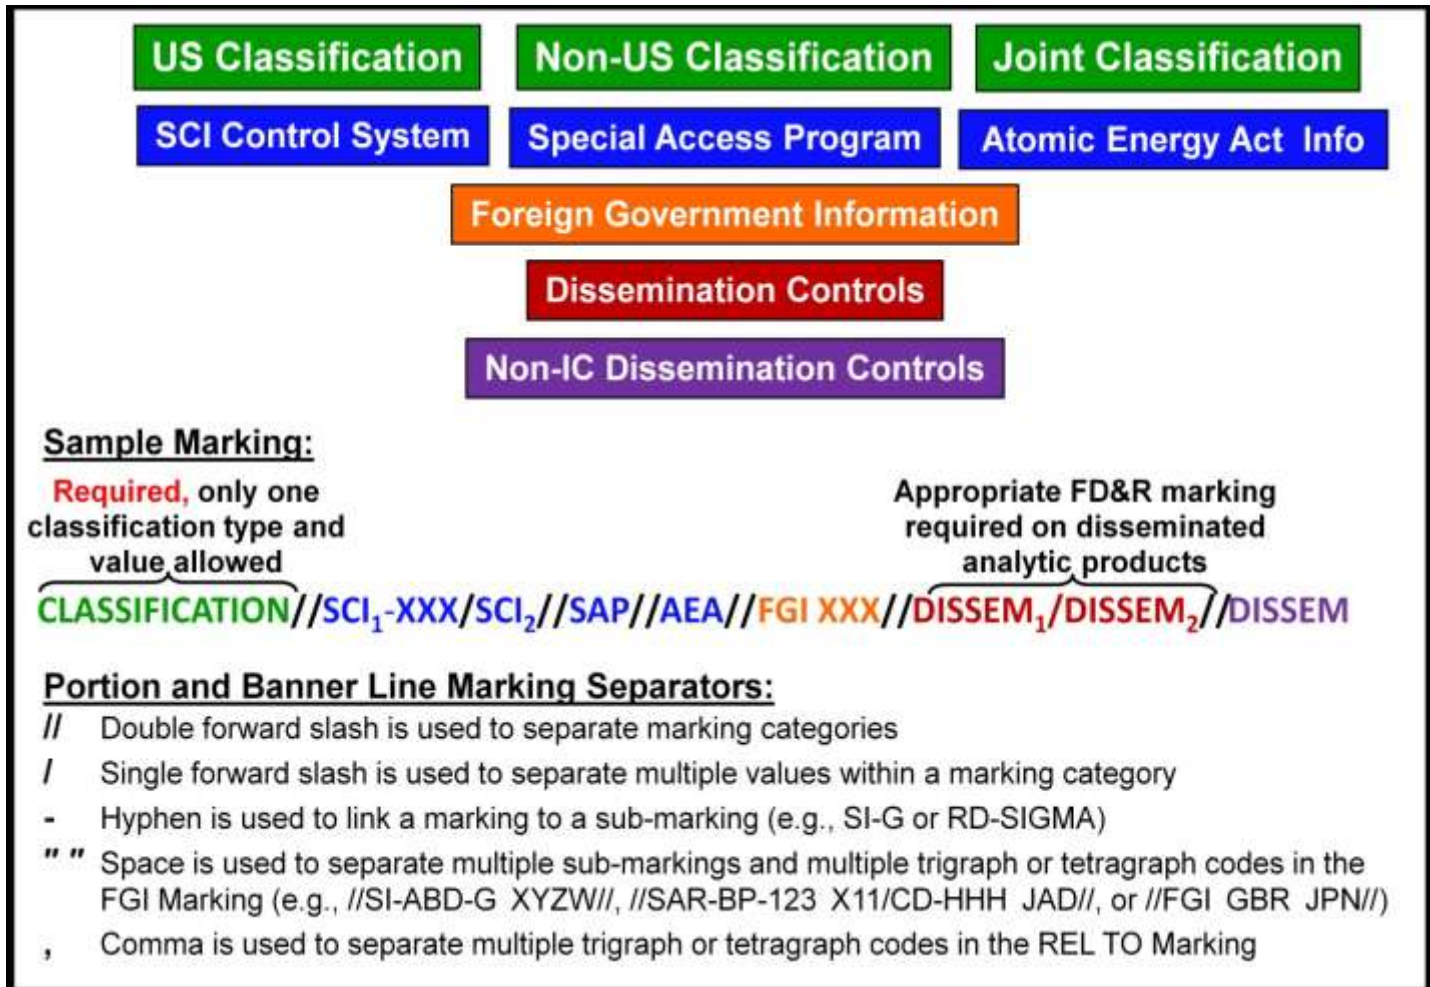 US Classification Non-US Classification Joint Classification
SCI Control System Special Access Program Atomic Energy Act Info
Foreign Government Information
Dissemination Controls
Non-IC Dissemination Controls
Sample Marking:
Required, only one
classification type and
value allowed
Appropriate FD&R marking
required on disseminated
analytic products
CLASSIFICATION//SCI₁-XXX/SCI₂//SAP//AEA//FGI XXX//DISSEM₁/DISSEM₂//DISSEM
Portion and Banner Line Marking Separators:
// Double forward slash is used to separate marking categories
/ Single forward slash is used to separate multiple values within a marking category
- Hyphen is used to link a marking to a sub-marking (e.g., SI-G or RD-SIGMA)
" " Space is used to separate multiple sub-markings and multiple trigraph or tetragraph codes in the
FGI Marking (e.g., //SI-ABD-G XYZW//, //SAR-BP-123 X11/CD-HHH JAD//, or //FGI GBR JPN//)
, Comma is used to separate multiple trigraph or tetragraph codes in the REL TO Marking